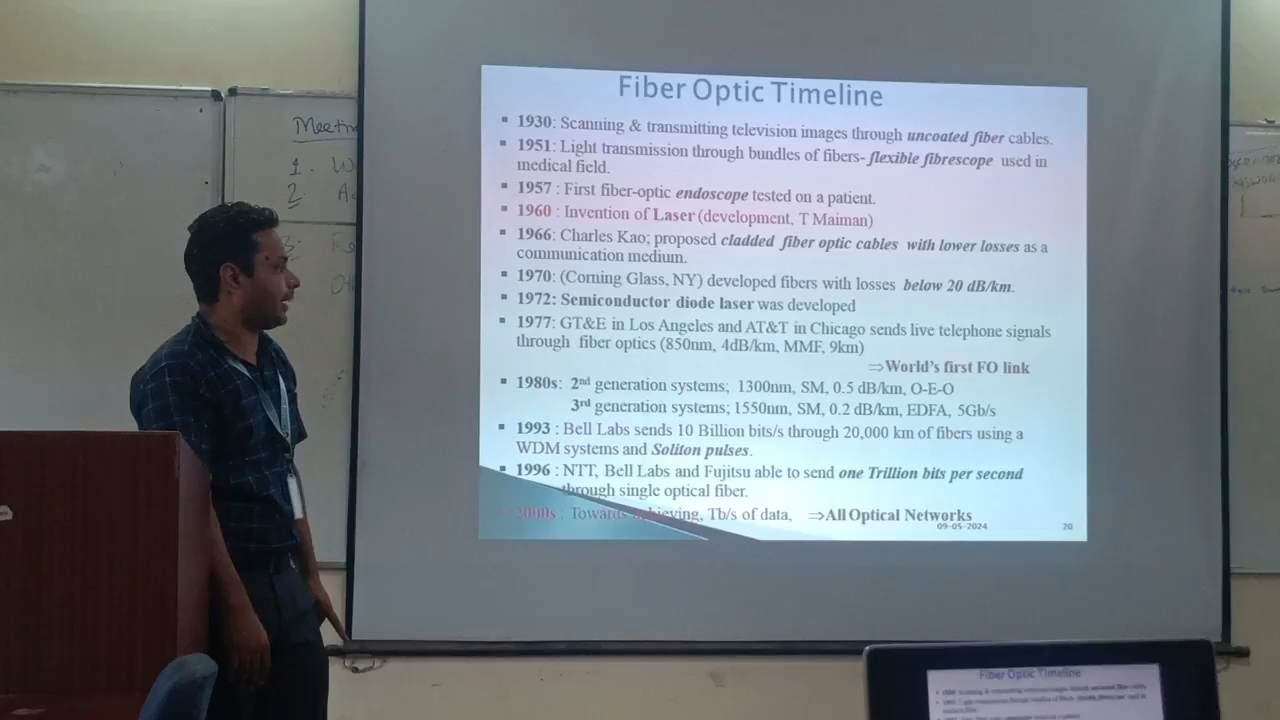 Fiber Optic Timeline
▪ 1930: Scanning & transmitting television images through uncoated fiber cables.
▪ 1951: Light transmission through bundles of fibers- flexible fibrescope used in
medical field.
▪ 1957 : First fiber-optic endoscope tested on a patient.
▪ 1960 : Invention of Laser (development, T Maiman)
▪ 1966: Charles Kao; proposed cladded fiber optic cables with lower losses as a
communication medium.
▪ 1970: (Corning Glass, NY) developed fibers with losses below 20 dB/km.
▪ 1972: Semiconductor diode laser was developed
▪ 1977: GT&E in Los Angeles and AT&T in Chicago sends live telephone signals
through fiber optics (850nm, 4dB/km, MMF, 9km)
⇒World's first FO link
▪ 1980s: 2nd generation systems; 1300nm, SM, 0.5 dB/km, O-E-O
3rd generation systems; 1550nm, SM, 0.2 dB/km, EDFA, 5Gb/s
▪ 1993 : Bell Labs sends 10 Billion bits/s through 20,000 km of fibers using a
WDM systems and Soliton pulses.
▪ 1996 : NTT, Bell Labs and Fujitsu able to send one Trillion bits per second
through single optical fiber.
2000s : Towards achieving, Tb/s of data, ⇒All Optical Networks
09-05-2024 20
Meetin
1. W
2. A
3.
Fiber Optic Timeline